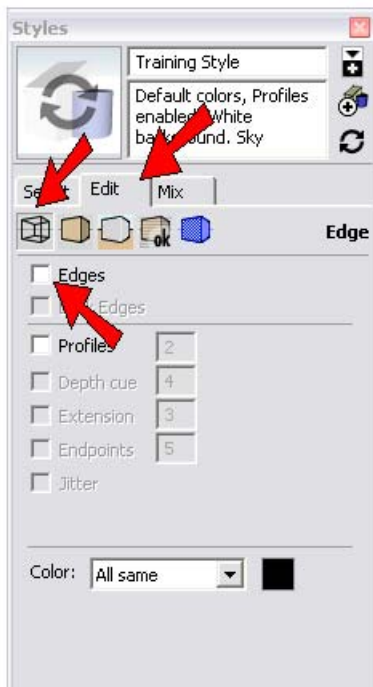 Styles
Training Style
Default colors, Profiles
enabled. White
background. Sky
Edit Mix
ok
Edge
Edges
Edges
Profiles 2
Depth cue 4
Extension 3
Endpoints 5
Jitter
Color: All same